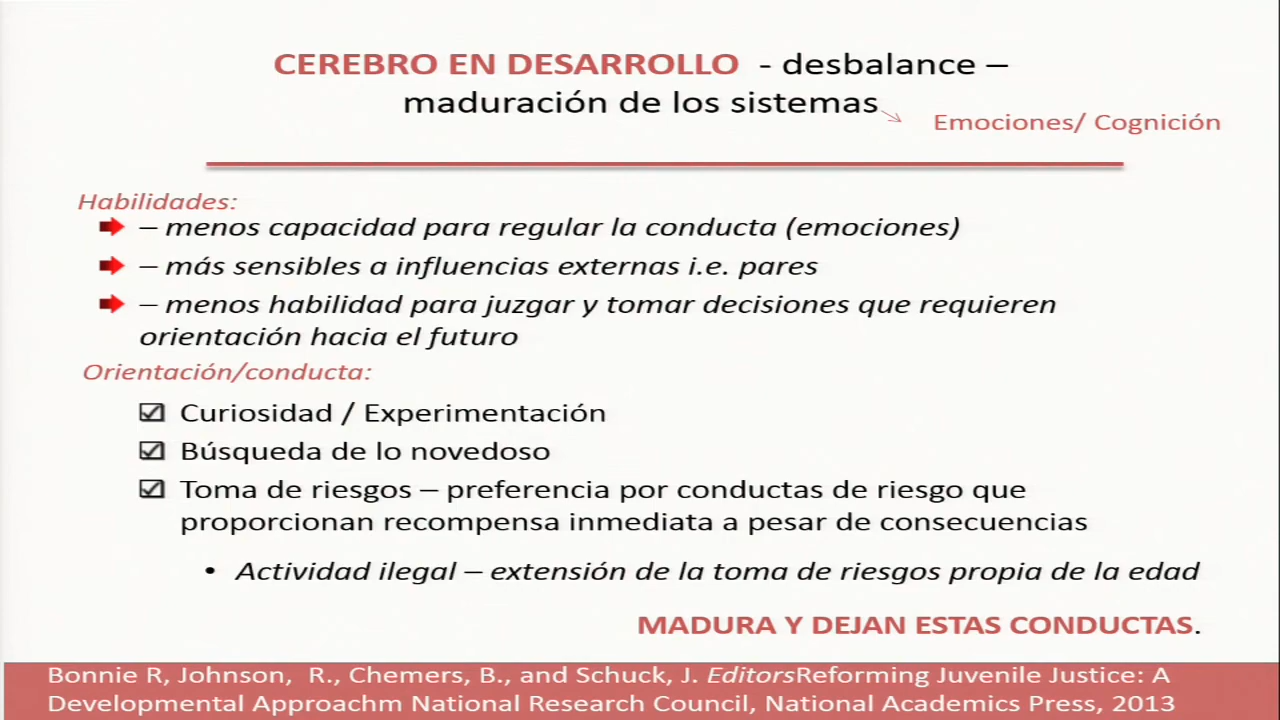 CEREBRO EN DESARROLLO - desbalance –
maduración de los sistemas
Emociones/ Cognición
Habilidades:
– menos capacidad para regular la conducta (emociones)
– más sensibles a influencias externas i.e. pares
– menos habilidad para juzgar y tomar decisiones que requieren
orientación hacia el futuro
Orientación/conducta:
Curiosidad / Experimentación
Búsqueda de lo novedoso
Toma de riesgos – preferencia por conductas de riesgo que
proporcionan recompensa inmediata a pesar de consecuencias
• Actividad ilegal – extensión de la toma de riesgos propia de la edad
MADURA Y DEJAN ESTAS CONDUCTAS.
Bonnie R, Johnson, R., Chemers, B., and Schuck, J. EditorsReforming Juvenile Justice: A
Developmental Approachm National Research Council, National Academics Press, 2013